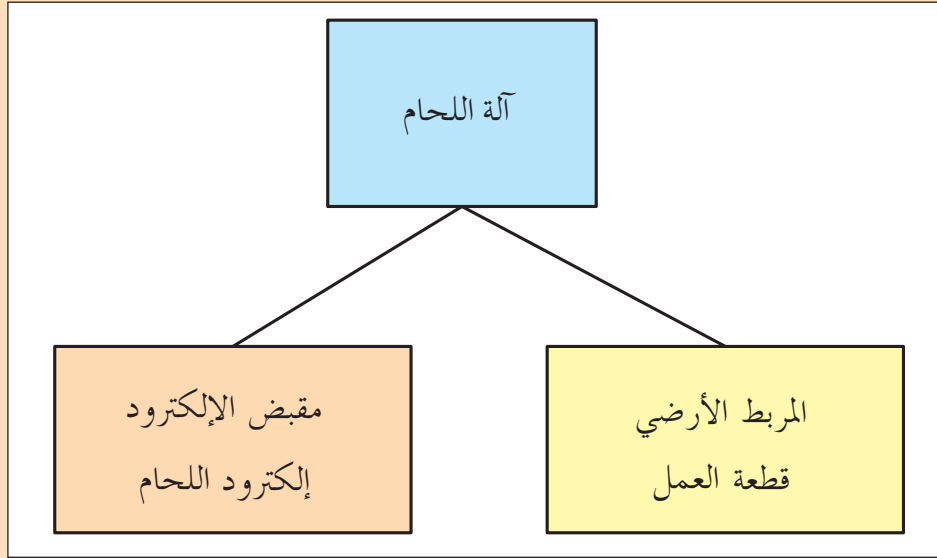 آلة اللحام
المربط الأرضي
قطعة العمل
مقبض الإلكترود
إلكترود اللحام